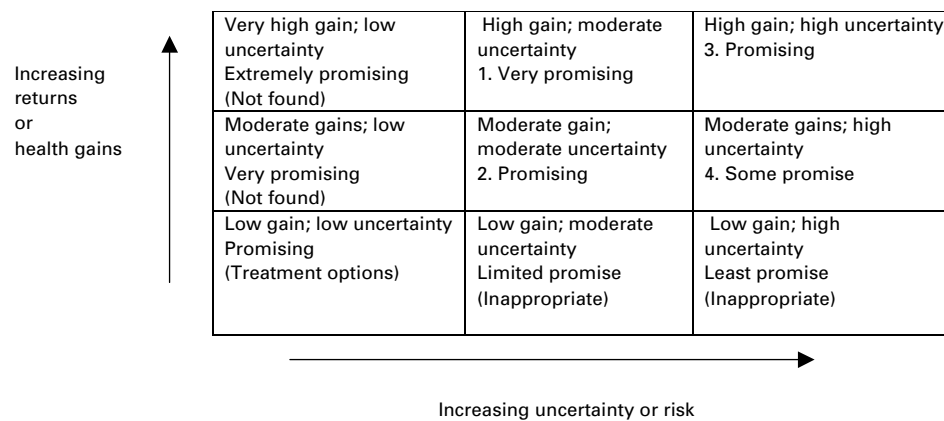 Increasing
returns
or
health gains
Very high gain; low
uncertainty
Extremely promising
(Not found)
High gain; moderate
uncertainty
1. Very promising
High gain; high uncertainty
3. Promising
Moderate gains; low
uncertainty
Very promising
(Not found)
Moderate gain;
moderate uncertainty
2. Promising
Moderate gains; high
uncertainty
4. Some promise
Low gain; low uncertainty
Promising
(Treatment options)
Low gain; moderate
uncertainty
Limited promise
(Inappropriate)
Low gain; high
uncertainty
Least promise
(Inappropriate)
Increasing uncertainty or risk